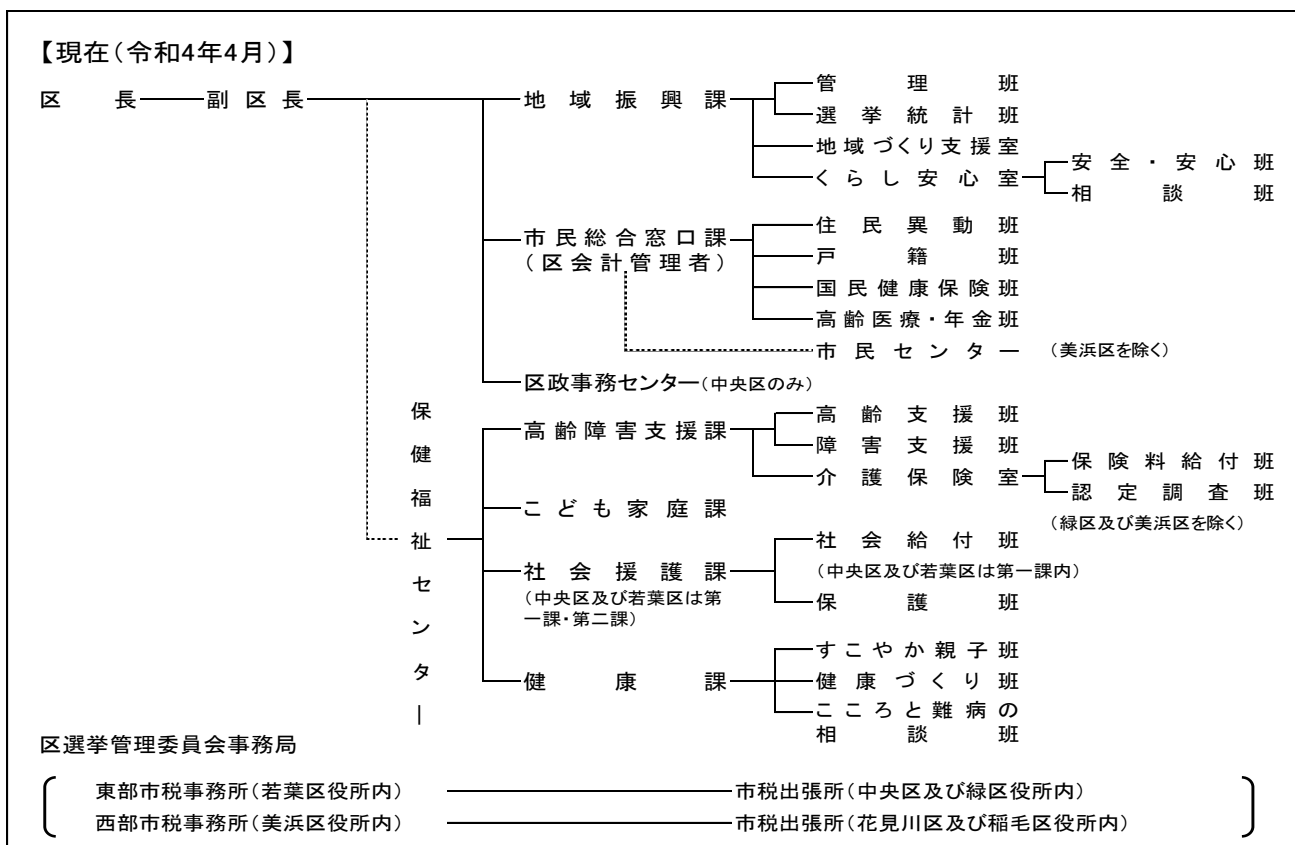 【現在(令和4年4月)】
区長 副区長 地域振興課 管理班
選挙統計班
地域づくり支援室
くらし安心室 安全・安心班
相談班
市民総合窓口課 住民異動班
(区会計管理者) 戸籍班
国民健康保険班
高齢医療・年金班
市民センター (美浜区を除く)
区政事務センター(中央区のみ)
保健福祉センター
高齢障害支援課 高齢支援班
障害支援班
介護保険室 保険料給付班
認定調査班
(緑区及び美浜区を除く)
こども家庭課
社会援護課 社会給付班
(中央区及び若葉区は第
一課・第二課)
(中央区及び若葉区は第一課内)
保護班
健康課 すこやか親子班
健康づくり班
こころと難病の
相談班
区選挙管理委員会事務局
東部市税事務所(若葉区役所内) 市税出張所(中央区及び緑区役所内)
西部市税事務所(美浜区役所内) 市税出張所(花見川区及び稲毛区役所内)